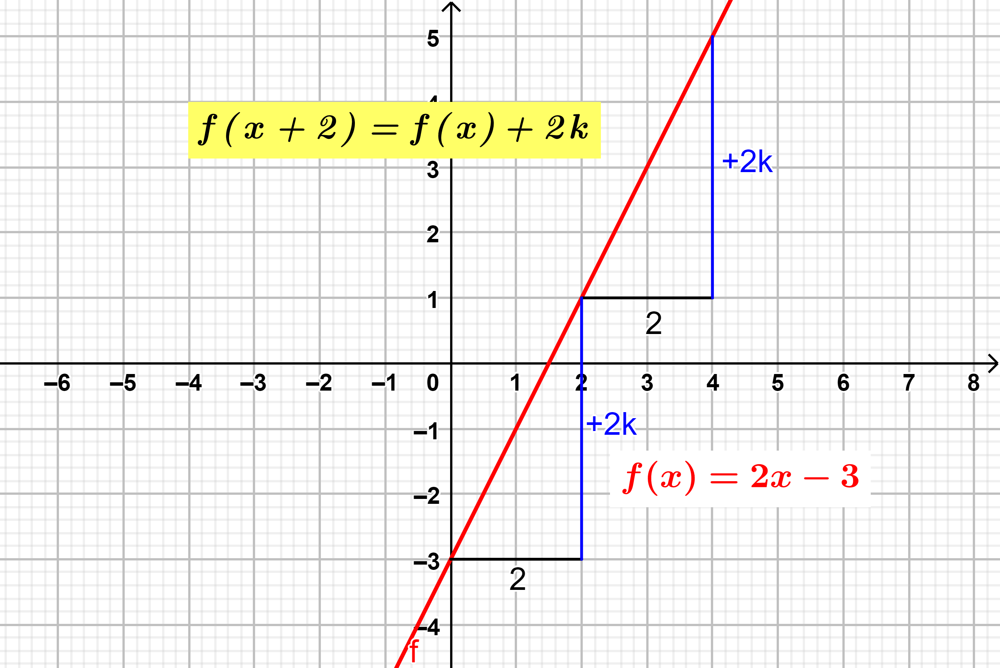 5
4
f(x + 2) = f(x) + 2k
+2k
3
2
1
2
–6 –5 –4 –3 –2 –1 0 1 2 3 4 5 6 7 8
+2k
–1
f(x) = 2x − 3
–2
–3
2
–4
f